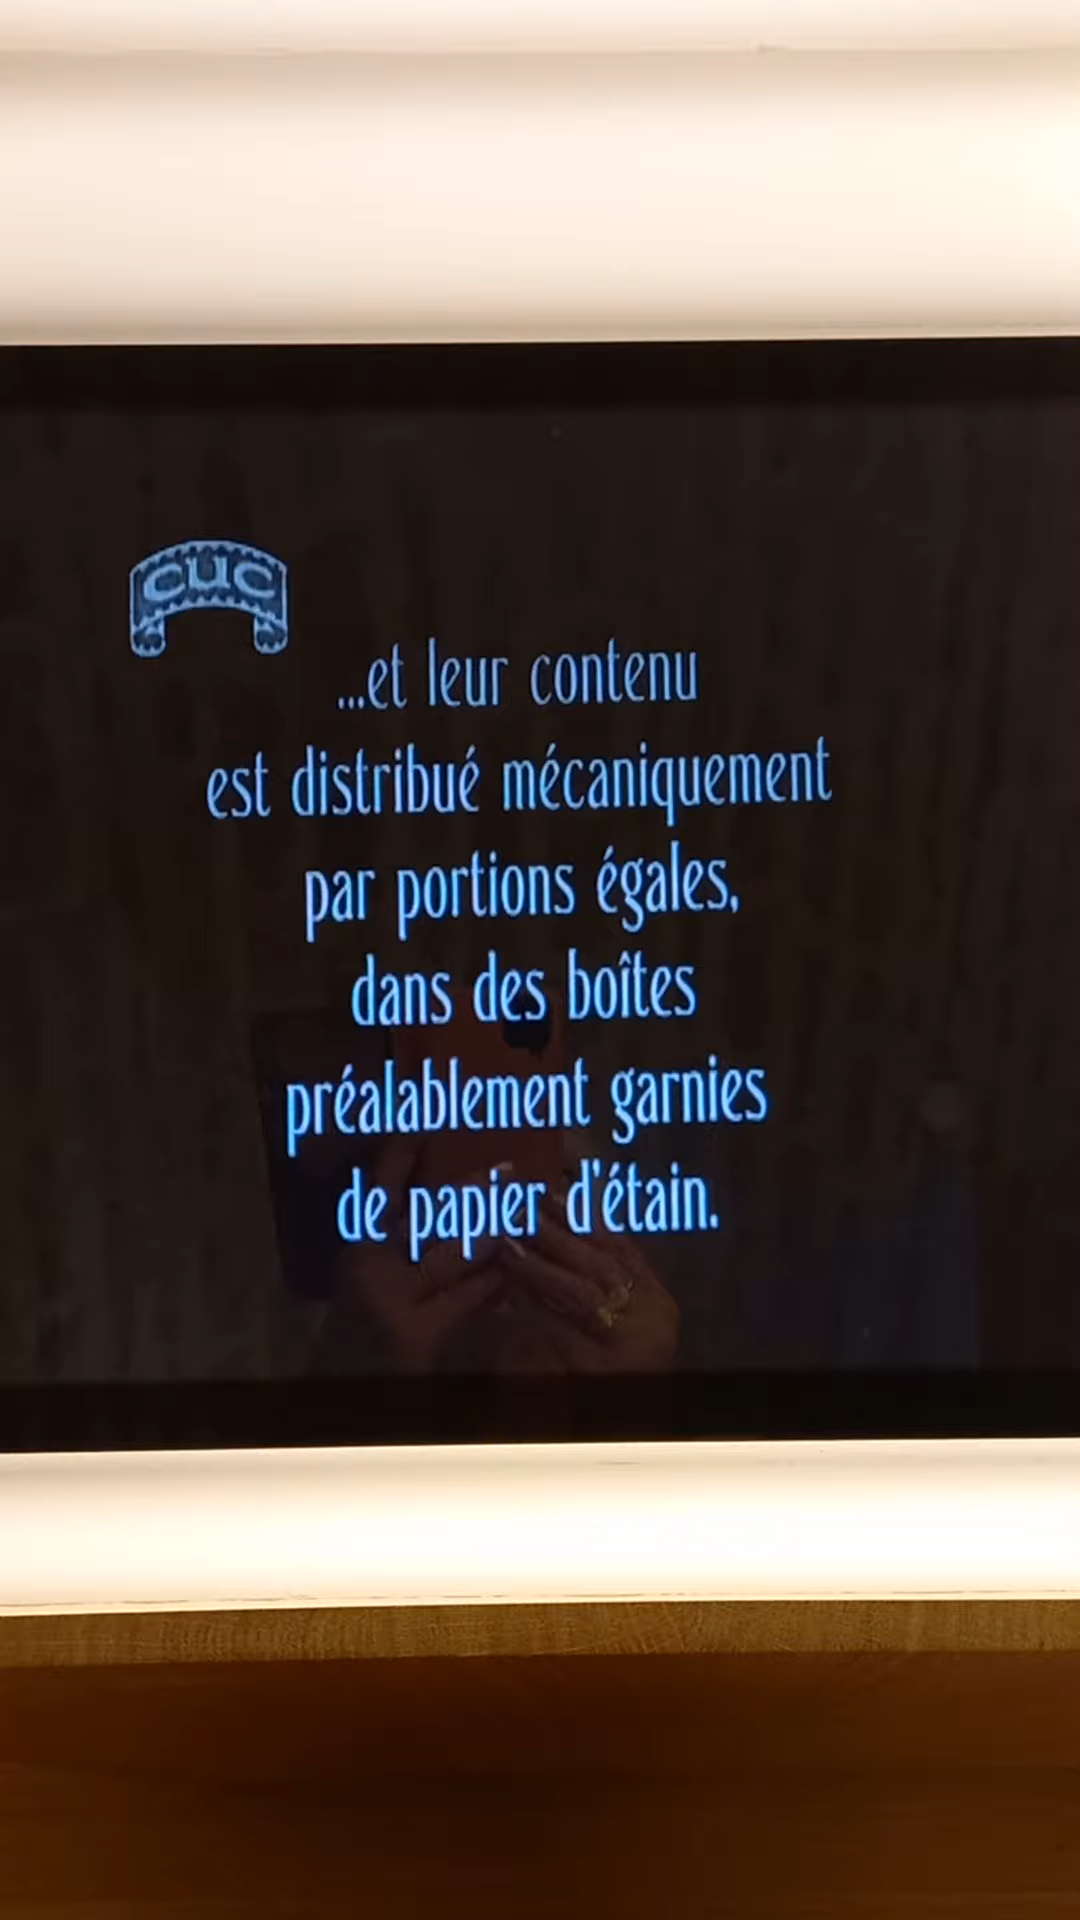 cuc
...et leur contenu
est distribué mécaniquement
par portions égales,
dans des boîtes
préalablement garnies
de papier d'étain.